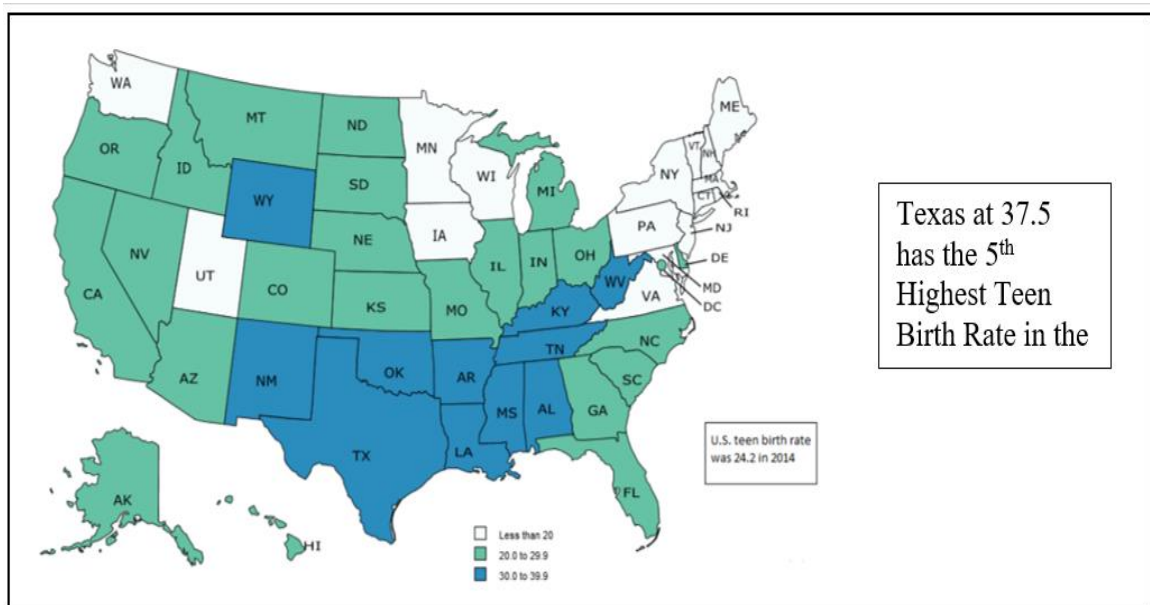 WA
MT
ND
MN
ME
OR
ID
SD
WI
VT
NH
NY
MA
CT
RI
WY
MI
IA
PA
NJ
NV
UT
NE
IL
IN
OH
DE
MD
DC
CA
CO
KS
MO
WV
VA
KY
NC
TN
AZ
NM
OK
AR
SC
MS
AL
GA
TX
LA
FL
AK
HI
Texas at 37.5
has the 5th
Highest Teen
Birth Rate in the
U.S. teen birth rate
was 24.2 in 2014
Less than 20
20.0 to 29.9
30.0 to 39.9